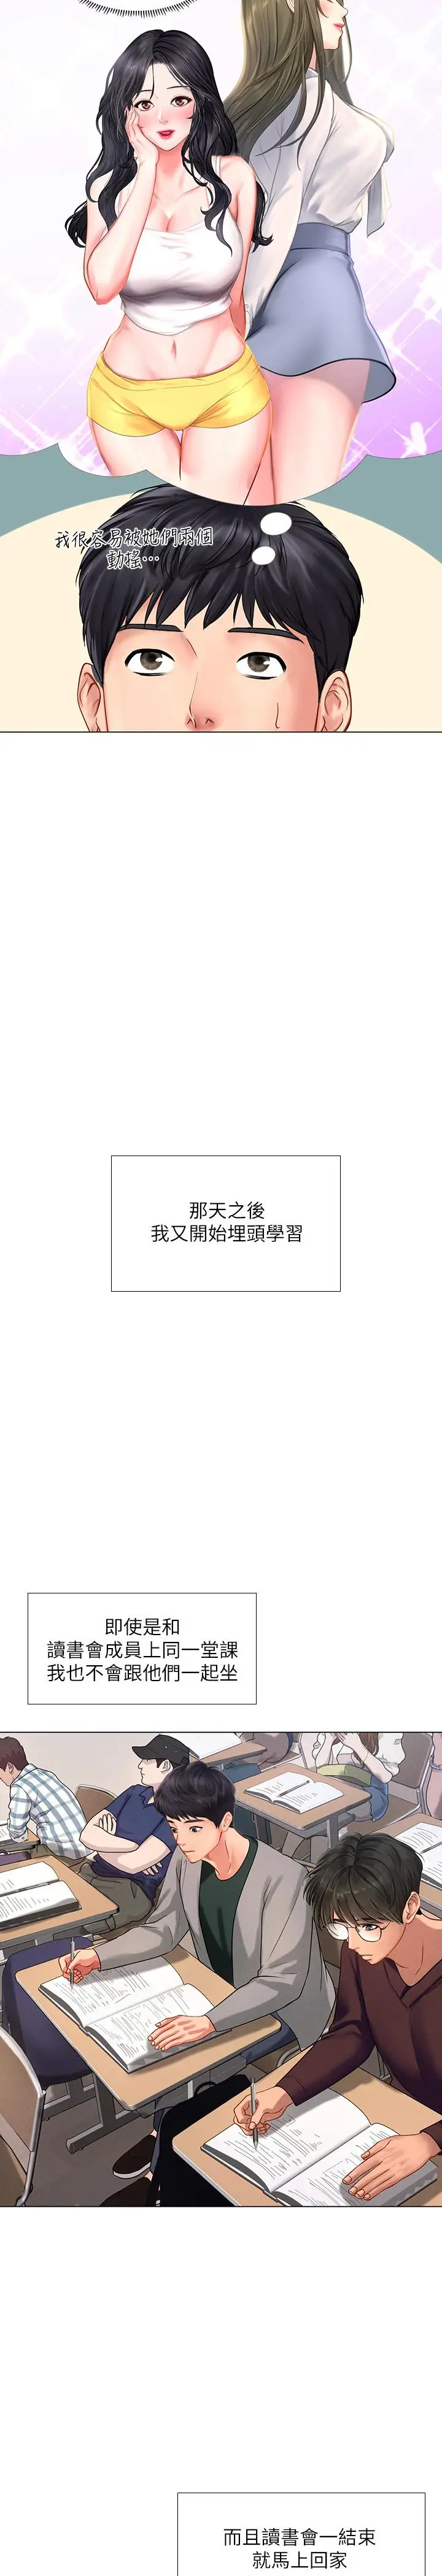 我很容易被她們兩個
動搖…
那天之後
我又開始埋頭學習
即使是和
讀書會成員上同一堂課
我也不會跟他們一起坐
而且讀書會一結束
就馬上回家